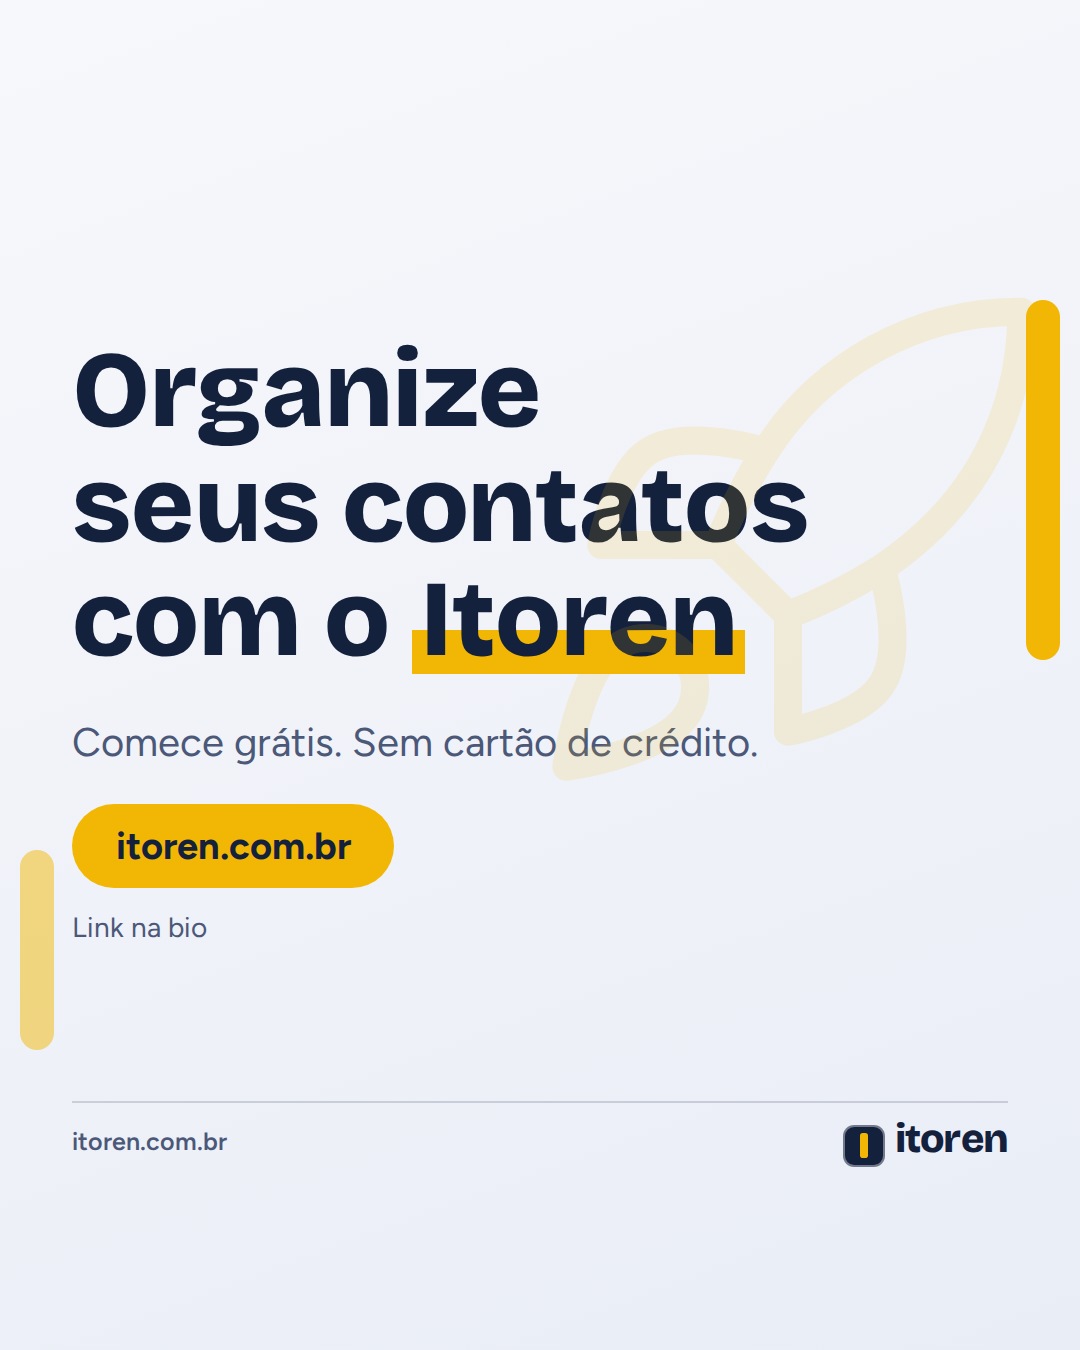 Organize
seus contatos
com o Itoren
Comece grátis. Sem cartão de crédito.
itoren.com.br
Link na bio
itoren.com.br
itoren